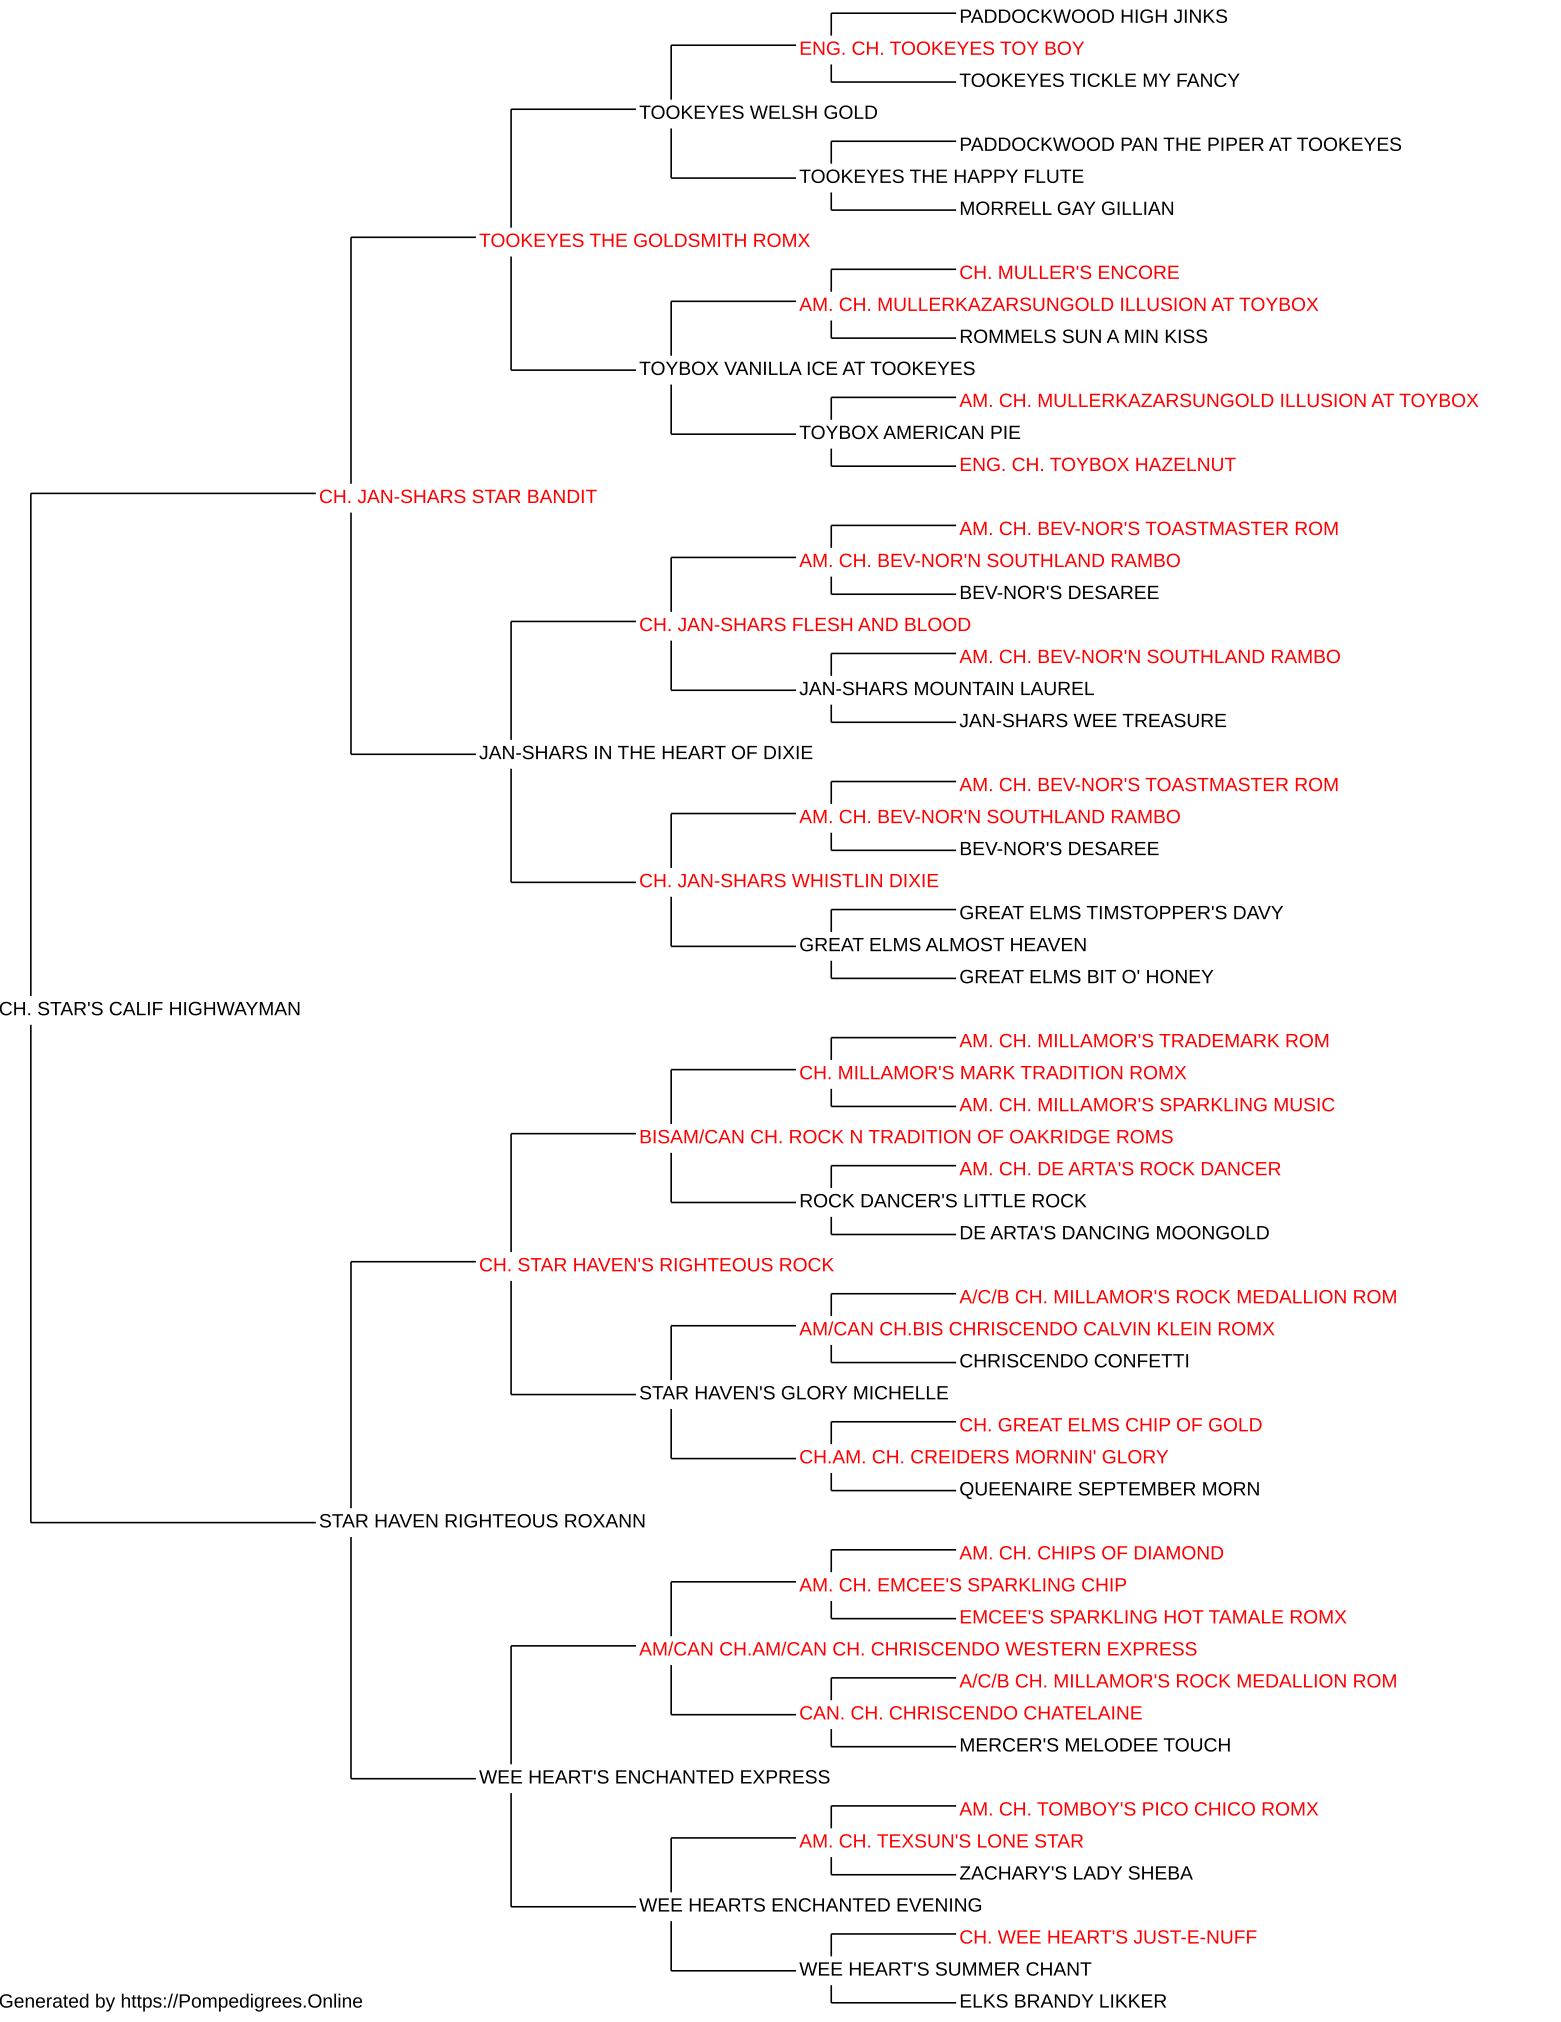 PADDOCKWOOD HIGH JINKS
ENG. CH. TOOKEYES TOY BOY
TOOKEYES TICKLE MY FANCY
TOOKEYES WELSH GOLD
PADDOCKWOOD PAN THE PIPER AT TOOKEYES
TOOKEYES THE HAPPY FLUTE
MORRELL GAY GILLIAN
TOOKEYES THE GOLDSMITH ROMX
CH. MULLER'S ENCORE
AM. CH. MULLERKAZARSUNGOLD ILLUSION AT TOYBOX
ROMMELS SUN A MIN KISS
TOYBOX VANILLA ICE AT TOOKEYES
AM. CH. MULLERKAZARSUNGOLD ILLUSION AT TOYBOX
TOYBOX AMERICAN PIE
ENG. CH. TOYBOX HAZELNUT
CH. JAN-SHARS STAR BANDIT
AM. CH. BEV-NOR'S TOASTMASTER ROM
AM. CH. BEV-NOR'N SOUTHLAND RAMBO
BEV-NOR'S DESAREE
CH. JAN-SHARS FLESH AND BLOOD
AM. CH. BEV-NOR'N SOUTHLAND RAMBO
JAN-SHARS MOUNTAIN LAUREL
JAN-SHARS WEE TREASURE
JAN-SHARS IN THE HEART OF DIXIE
AM. CH. BEV-NOR'S TOASTMASTER ROM
AM. CH. BEV-NOR'N SOUTHLAND RAMBO
BEV-NOR'S DESAREE
CH. JAN-SHARS WHISTLIN DIXIE
GREAT ELMS TIMSTOPPER'S DAVY
GREAT ELMS ALMOST HEAVEN
GREAT ELMS BIT O' HONEY
CH. STAR'S CALIF HIGHWAYMAN
AM. CH. MILLAMOR'S TRADEMARK ROM
CH. MILLAMOR'S MARK TRADITION ROMX
AM. CH. MILLAMOR'S SPARKLING MUSIC
BISAM/CAN CH. ROCK N TRADITION OF OAKRIDGE ROMS
AM. CH. DE ARTA'S ROCK DANCER
ROCK DANCER'S LITTLE ROCK
DE ARTA'S DANCING MOONGOLD
CH. STAR HAVEN'S RIGHTEOUS ROCK
A/C/B CH. MILLAMOR'S ROCK MEDALLION ROM
AM/CAN CH.BIS CHRISCENDO CALVIN KLEIN ROMX
CHRISCENDO CONFETTI
STAR HAVEN'S GLORY MICHELLE
CH. GREAT ELMS CHIP OF GOLD
CH.AM. CH. CREIDERS MORNIN' GLORY
QUEENAIRE SEPTEMBER MORN
STAR HAVEN RIGHTEOUS ROXANN
AM. CH. CHIPS OF DIAMOND
AM. CH. EMCEE'S SPARKLING CHIP
EMCEE'S SPARKLING HOT TAMALE ROMX
AM/CAN CH.AM/CAN CH. CHRISCENDO WESTERN EXPRESS
A/C/B CH. MILLAMOR'S ROCK MEDALLION ROM
CAN. CH. CHRISCENDO CHATELAINE
MERCER'S MELODEE TOUCH
WEE HEART'S ENCHANTED EXPRESS
AM. CH. TOMBOY'S PICO CHICO ROMX
AM. CH. TEXSUN'S LONE STAR
ZACHARY'S LADY SHEBA
WEE HEARTS ENCHANTED EVENING
CH. WEE HEART'S JUST-E-NUFF
WEE HEART'S SUMMER CHANT
ELKS BRANDY LIKKER
Generated by https://Pompedigrees.Online